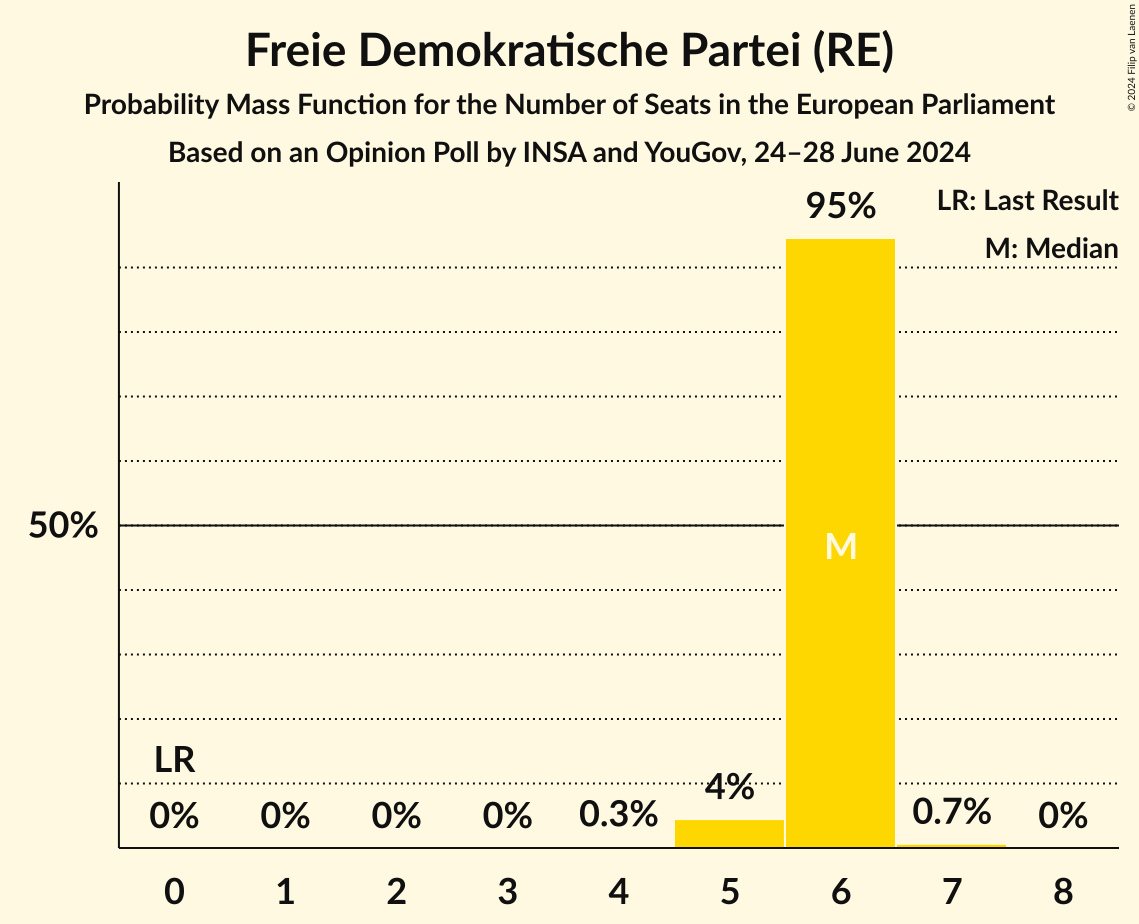 Freie Demokratische Partei (RE)
Probability Mass Function for the Number of Seats in the European Parliament
Based on an Opinion Poll by INSA and YouGov, 24–28 June 2024
© 2024 Filip van Laenen
LR: Last Result
M: Median
95%
50%
M
LR
0% 0% 0% 0% 0.3% 4% 0.7% 0%
0 1 2 3 4 5 6 7 8